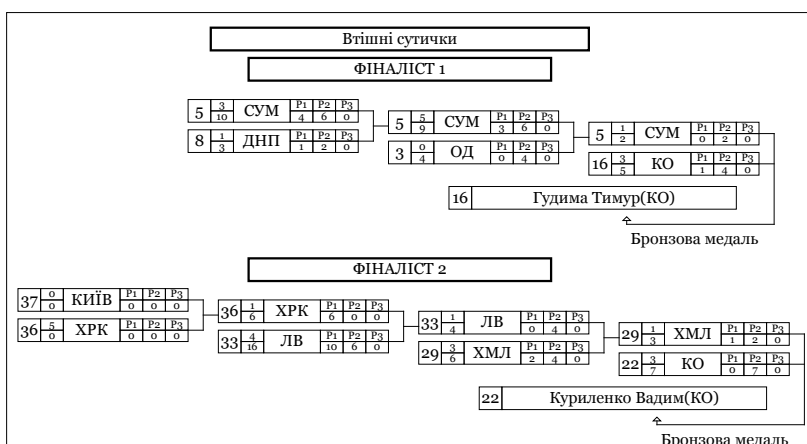 Втішні сутички
ФІНАЛІСТ 1
5 3 10 СУМ P1 P2 P3 4 6 0
8 1 3 ДНП P1 P2 P3 1 2 0
5 5 9 СУМ P1 P2 P3 3 6 0
3 0 4 ОД P1 P2 P3 0 4 0
5 1 2 СУМ P1 P2 P3 0 2 0
16 3 5 КО P1 P2 P3 1 4 0
16 Гудима Тимур(КО)
Бронзова медаль
ФІНАЛІСТ 2
37 0 0 КИЇВ P1 P2 P3 0 0 0
36 5 0 ХРК P1 P2 P3 0 0 0
36 1 6 ХРК P1 P2 P3 6 0 0
33 4 16 ЛВ P1 P2 P3 10 6 0
33 1 4 ЛВ P1 P2 P3 0 4 0
29 3 6 ХМЛ P1 P2 P3 2 4 0
29 1 3 ХМЛ P1 P2 P3 1 2 0
22 3 7 КО P1 P2 P3 0 7 0
22 Куриленко Вадим(КО)
Бронзова медаль